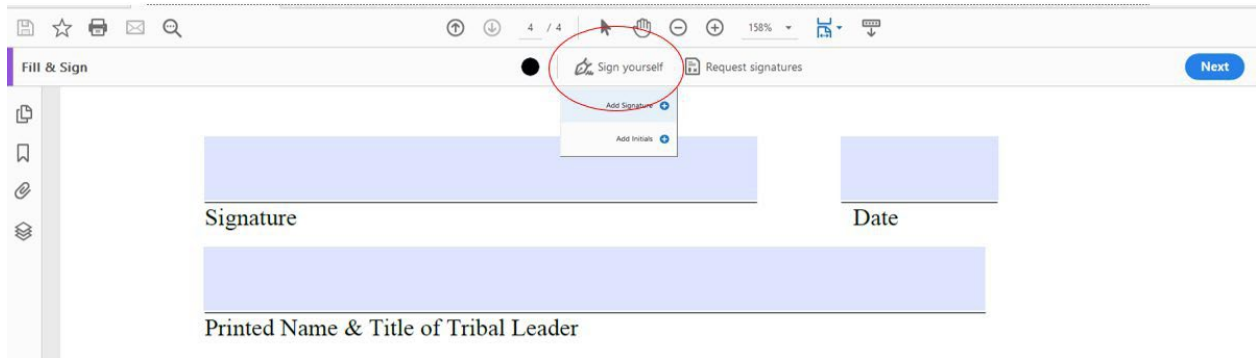 4 / 4 158%
Fill & Sign Sign yourself Request signatures Next
Add Signature
Add Initials
Signature Date
Printed Name & Title of Tribal Leader